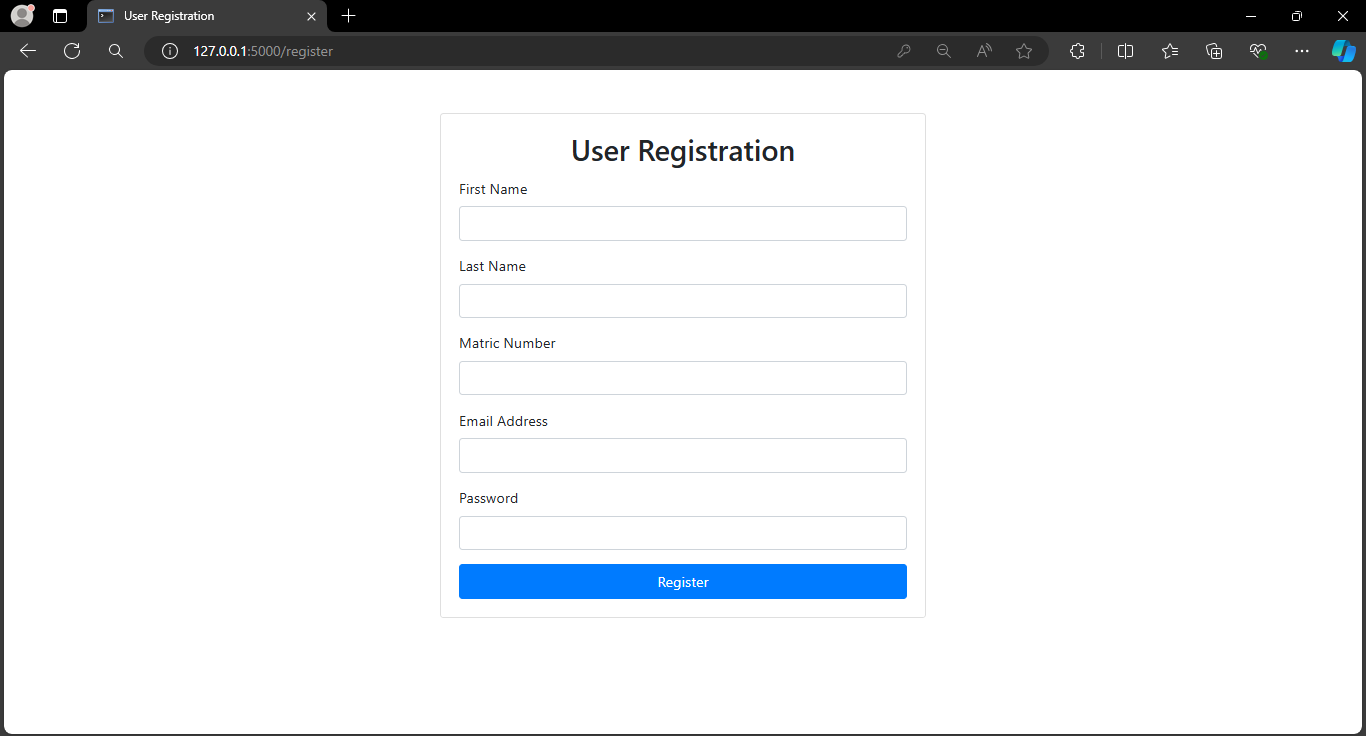 User Registration
127.0.0.1:5000/register
User Registration
First Name
Last Name
Matric Number
Email Address
Password
Register